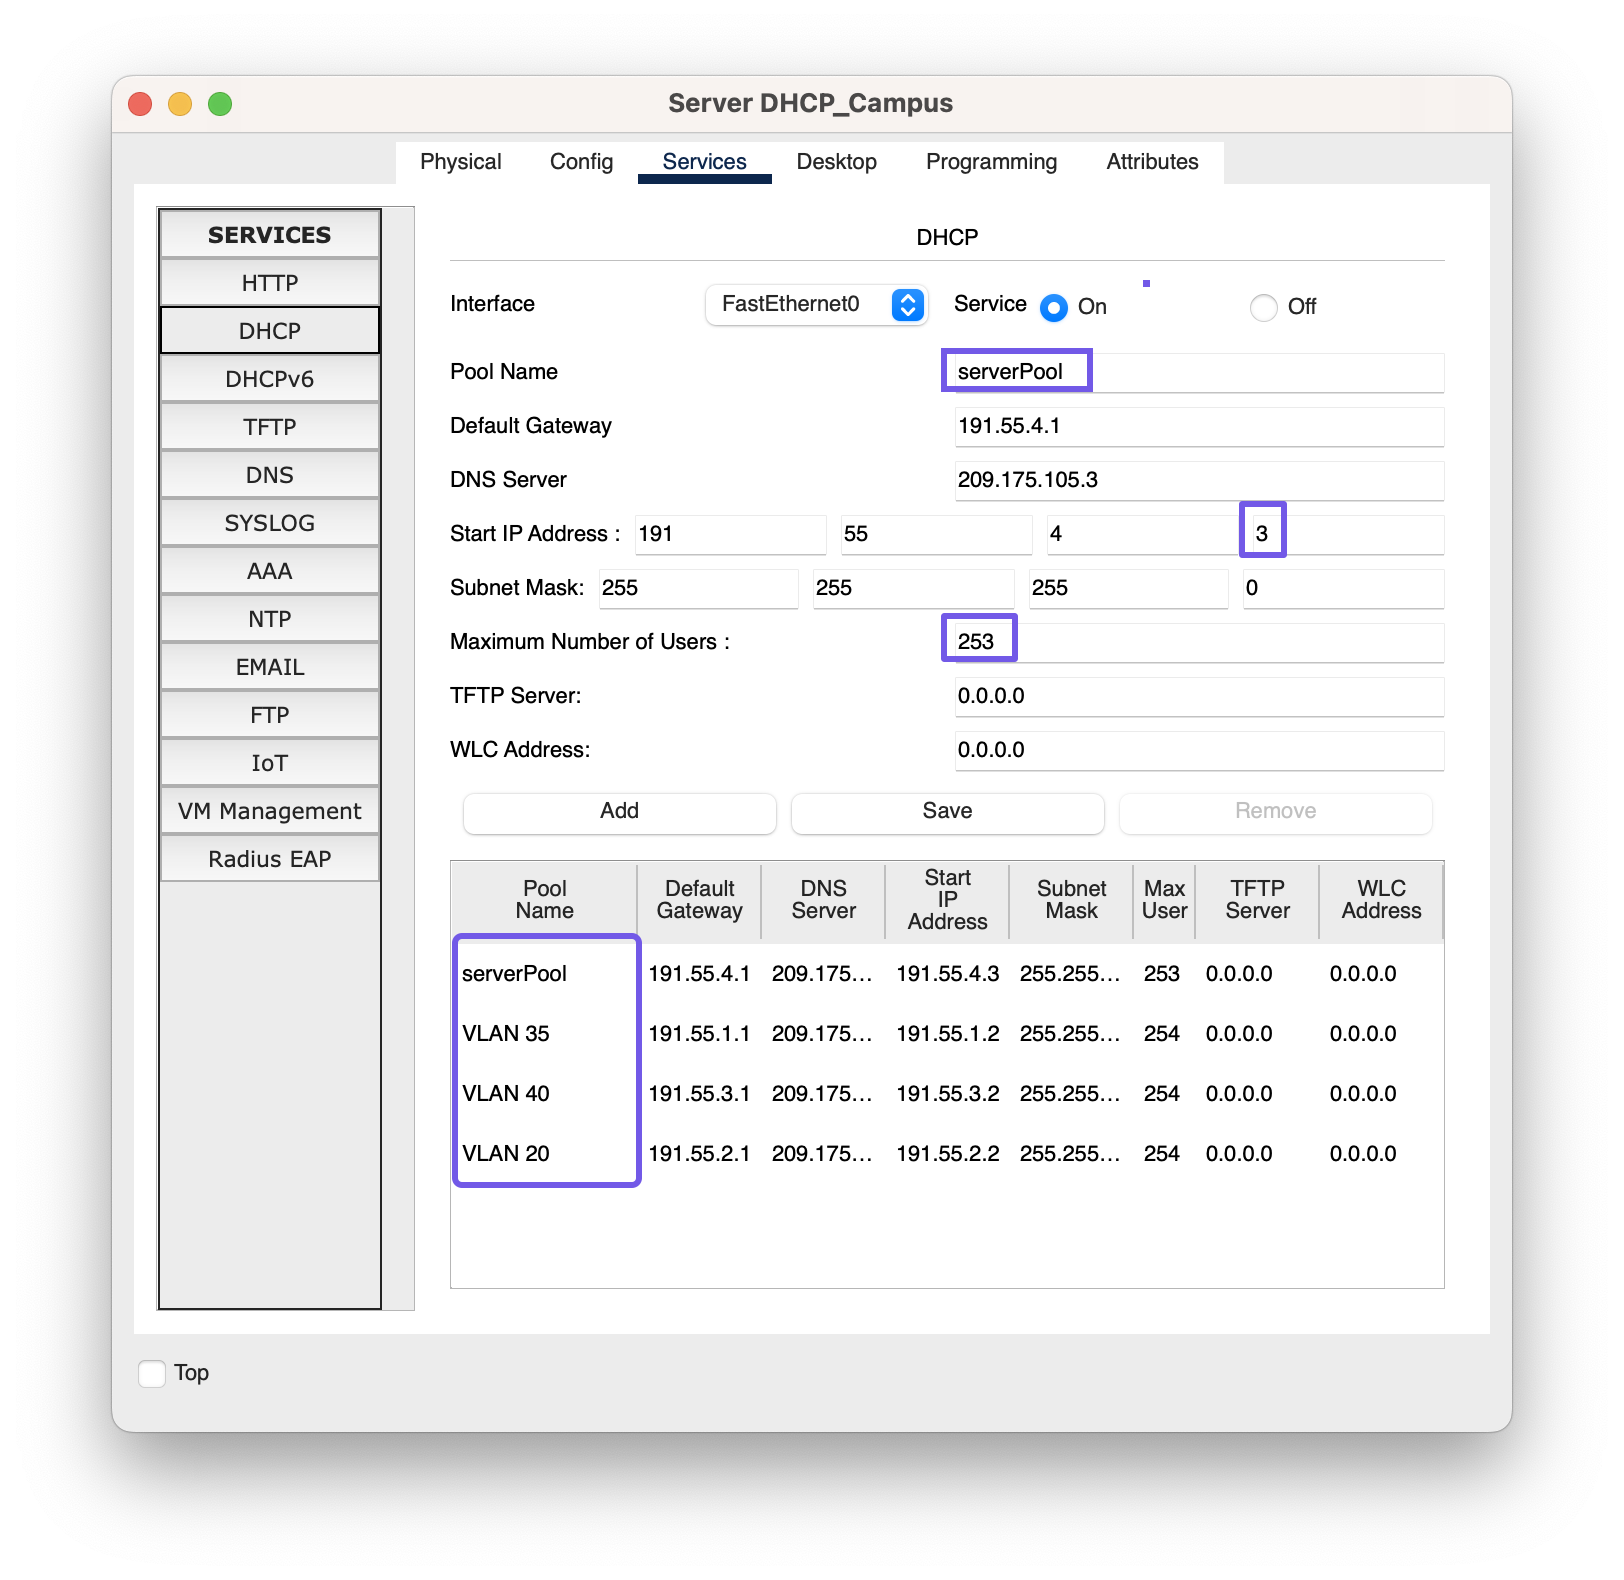 Server DHCP_Campus
Physical Config Services Desktop Programming Attributes
SERVICES
HTTP
DHCP
DHCPv6
TFTP
DNS
SYSLOG
AAA
NTP
EMAIL
FTP
IoT
VM Management
Radius EAP
DHCP
Interface FastEthernet0 Service On Off
Pool Name serverPool
Default Gateway 191.55.4.1
DNS Server 209.175.105.3
Start IP Address : 191 55 4 3
Subnet Mask: 255 255 255 0
Maximum Number of Users : 253
TFTP Server: 0.0.0.0
WLC Address: 0.0.0.0
Add Save Remove
Pool Name Default Gateway DNS Server Start IP Address Subnet Mask Max User TFTP Server WLC Address
serverPool 191.55.4.1 209.175... 191.55.4.3 255.255... 253 0.0.0.0 0.0.0.0
VLAN 35 191.55.1.1 209.175... 191.55.1.2 255.255... 254 0.0.0.0 0.0.0.0
VLAN 40 191.55.3.1 209.175... 191.55.3.2 255.255... 254 0.0.0.0 0.0.0.0
VLAN 20 191.55.2.1 209.175... 191.55.2.2 255.255... 254 0.0.0.0 0.0.0.0
Top